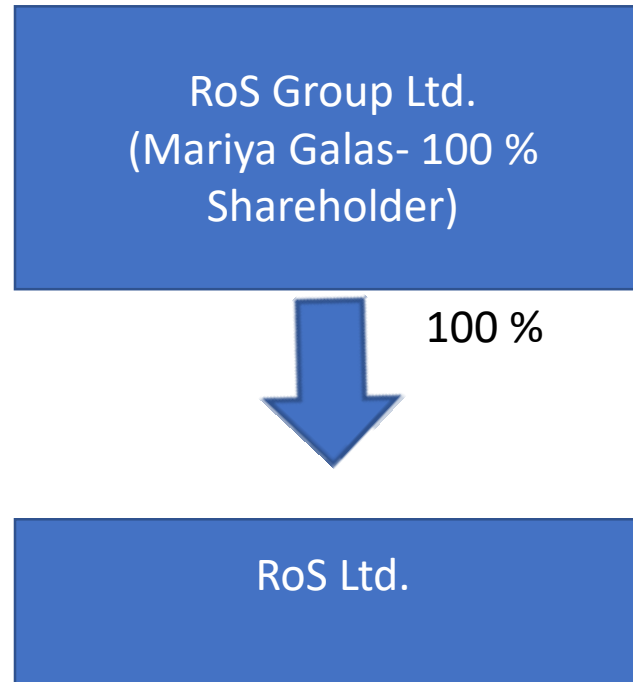 RoS Group Ltd.
(Mariya Galas- 100 %
Shareholder)
100 %
RoS Ltd.